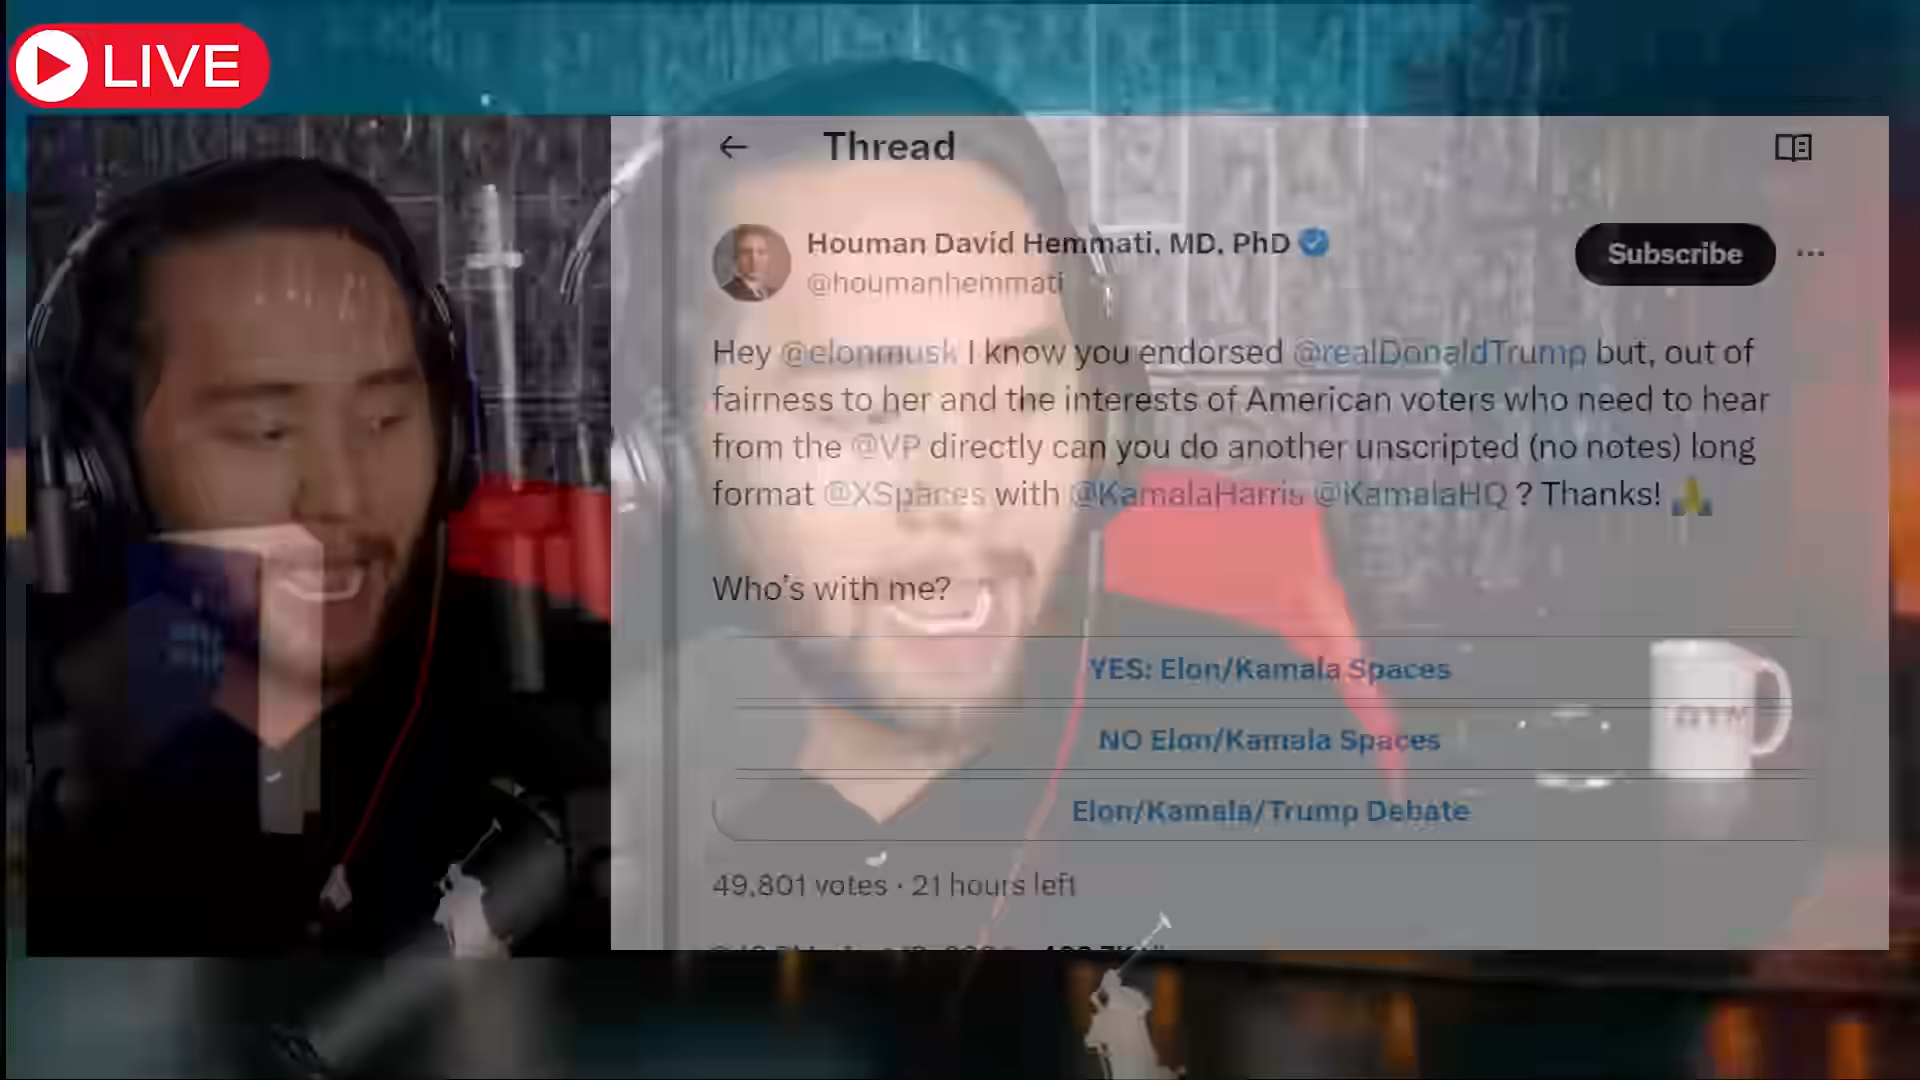 LIVE
Thread
Houman David Hemmati, MD, PhD
@houmanhemmati
Subscribe
Hey @elonmusk I know you endorsed @realDonaldTrump but, out of
fairness to her and the interests of American voters who need to hear
from the @VP directly can you do another unscripted (no notes) long
format @XSpaces with @KamalaHarris @KamalaHQ ? Thanks! 🙏
Who's with me?
YES: Elon/Kamala Spaces
NO Elon/Kamala Spaces
Elon/Kamala/Trump Debate
49,801 votes · 21 hours left